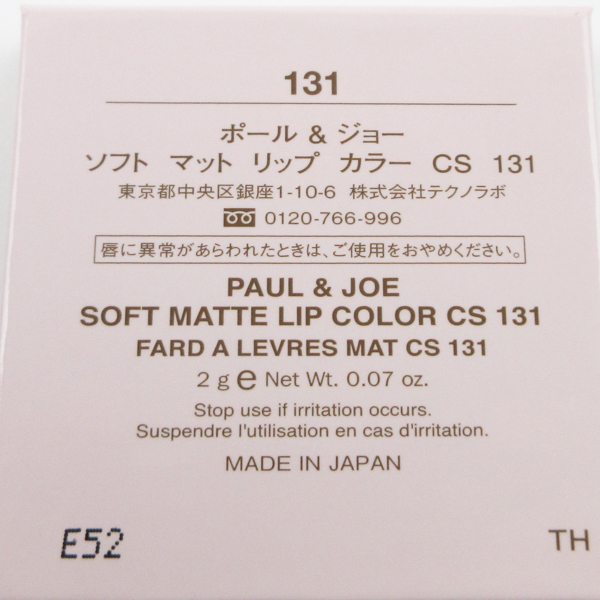 131
ポール & ジョー
ソフト マット リップ カラー CS 131
東京都中央区銀座1-10-6 株式会社テクノラボ
0120-766-996
唇に異常があらわれたときは、ご使用をおやめください。
PAUL & JOE
SOFT MATTE LIP COLOR CS 131
FARD A LEVRES MAT CS 131
2 g e Net Wt. 0.07 oz.
Stop use if irritation occurs.
Suspendre l'utilisation en cas d'irritation.
MADE IN JAPAN
E52 TH